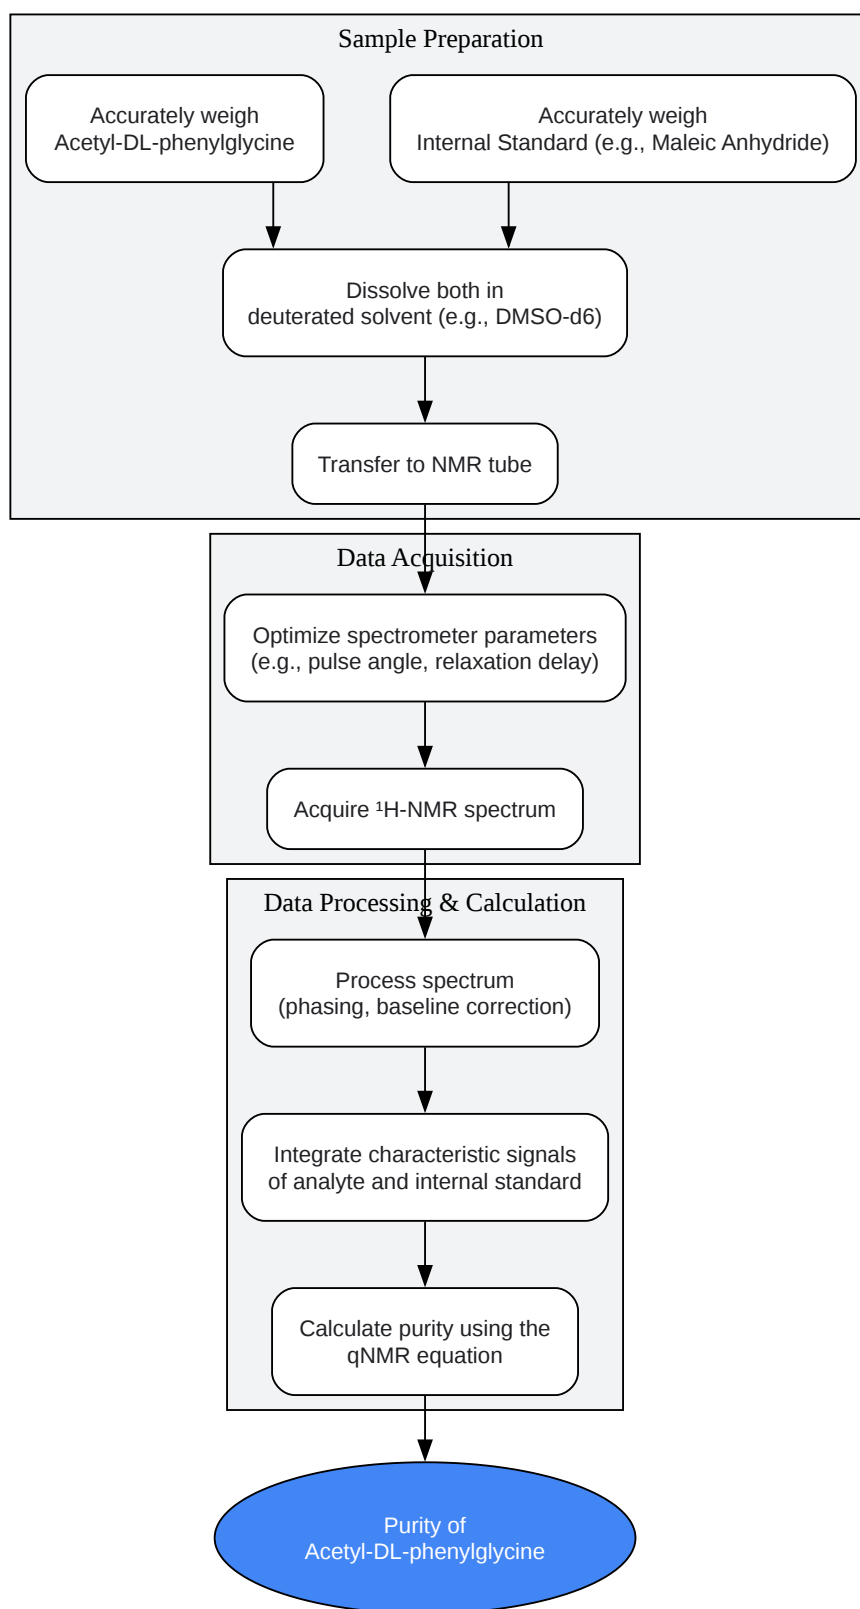 Sample Preparation
Accurately weigh
Acetyl-DL-phenylglycine
Accurately weigh
Internal Standard (e.g., Maleic Anhydride)
Dissolve both in
deuterated solvent (e.g., DMSO-d6)
Transfer to NMR tube
Data Acquisition
Optimize spectrometer parameters
(e.g., pulse angle, relaxation delay)
Acquire ¹H-NMR spectrum
Data Processing & Calculation
Process spectrum
(phasing, baseline correction)
Integrate characteristic signals
of analyte and internal standard
Calculate purity using the
qNMR equation
Purity of
Acetyl-DL-phenylglycine